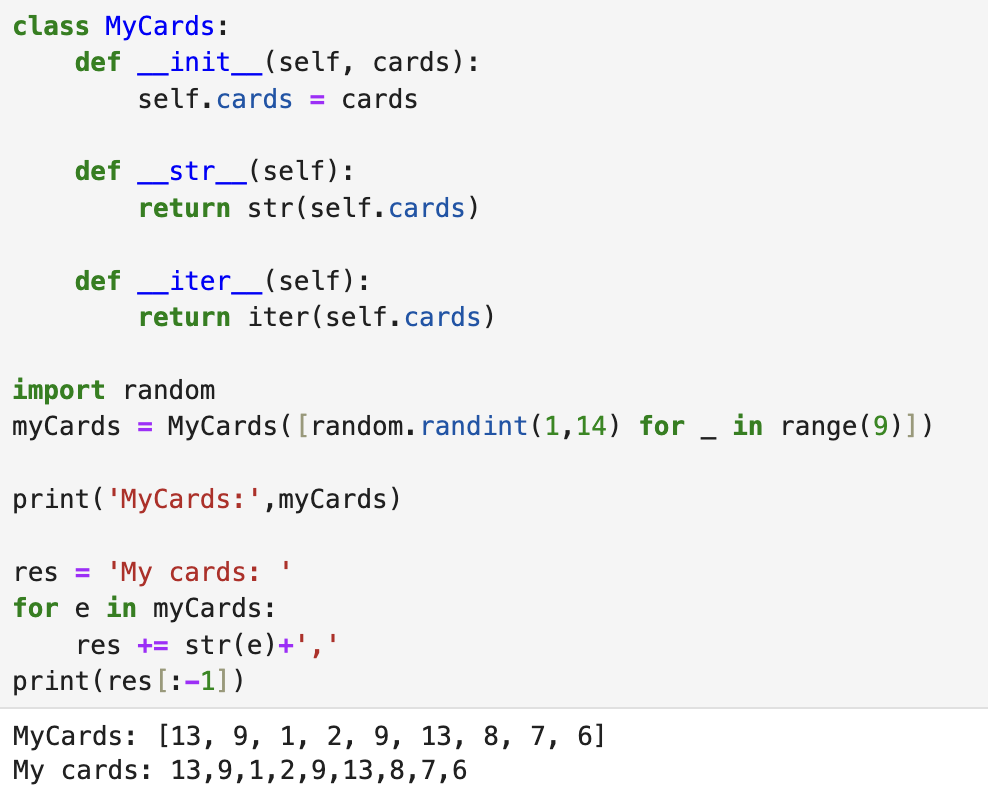 class MyCards:
    def __init__(self, cards):
        self.cards = cards

    def __str__(self):
        return str(self.cards)

    def __iter__(self):
        return iter(self.cards)

import random
myCards = MyCards([random.randint(1,14) for _ in range(9)])

print('MyCards:',myCards)

res = 'My cards: '
for e in myCards:
    res += str(e)+','
print(res[:-1])
MyCards: [13, 9, 1, 2, 9, 13, 8, 7, 6]
My cards: 13,9,1,2,9,13,8,7,6